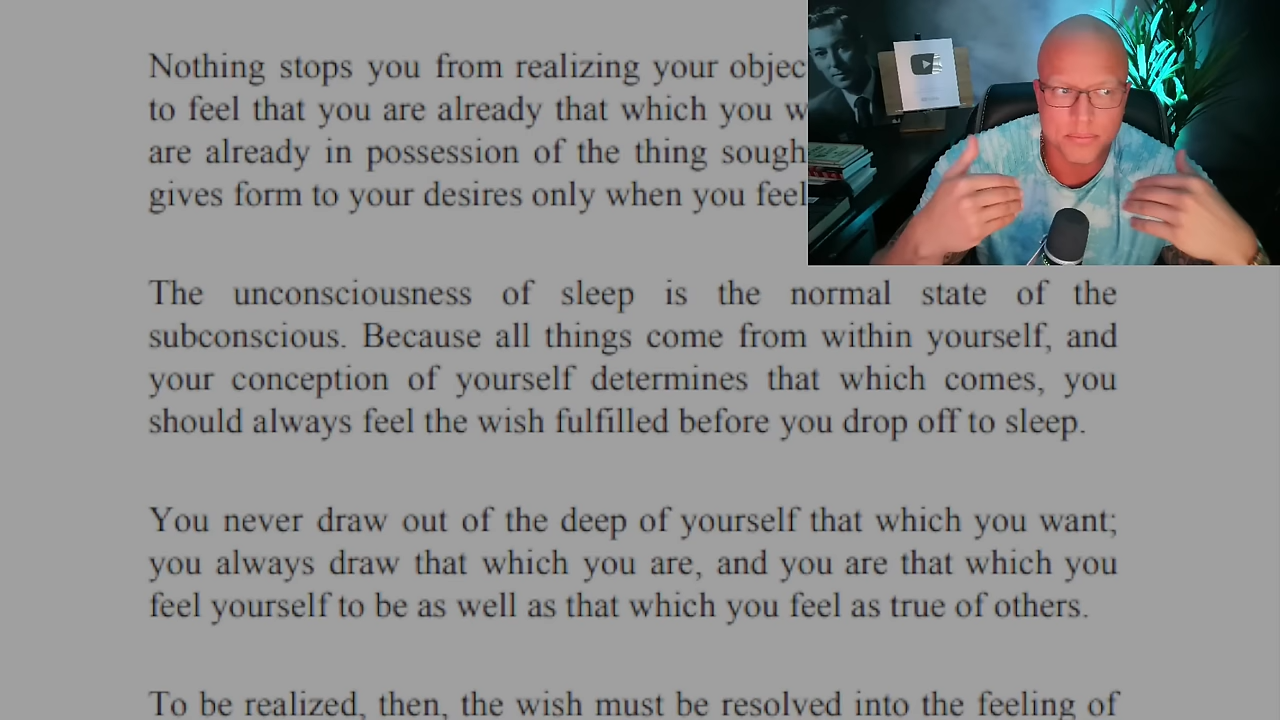 Nothing stops you from realizing your objec
to feel that you are already that which you w
are already in possession of the thing sough
gives form to your desires only when you feel
The unconsciousness of sleep is the normal state of the
subconscious. Because all things come from within yourself, and
your conception of yourself determines that which comes, you
should always feel the wish fulfilled before you drop off to sleep.
You never draw out of the deep of yourself that which you want;
you always draw that which you are, and you are that which you
feel yourself to be as well as that which you feel as true of others.
To be realized, then, the wish must be resolved into the feeling of